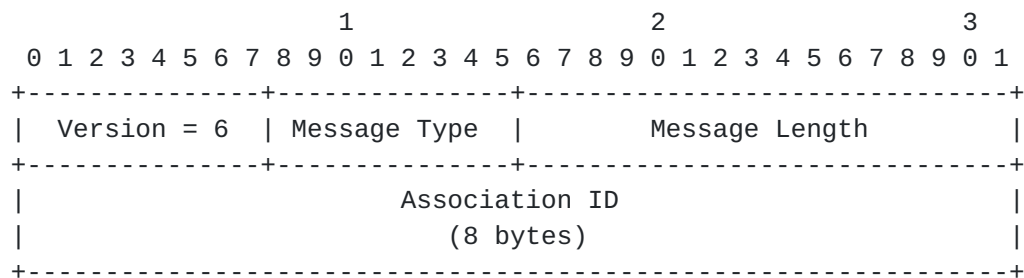 1                   2                   3
 0 1 2 3 4 5 6 7 8 9 0 1 2 3 4 5 6 7 8 9 0 1 2 3 4 5 6 7 8 9 0 1
+---------------+---------------+-------------------------------+
|  Version = 6  | Message Type  |        Message Length         |
+---------------+---------------+-------------------------------+
|                        Association ID                         |
|                           (8 bytes)                           |
+---------------------------------------------------------------+